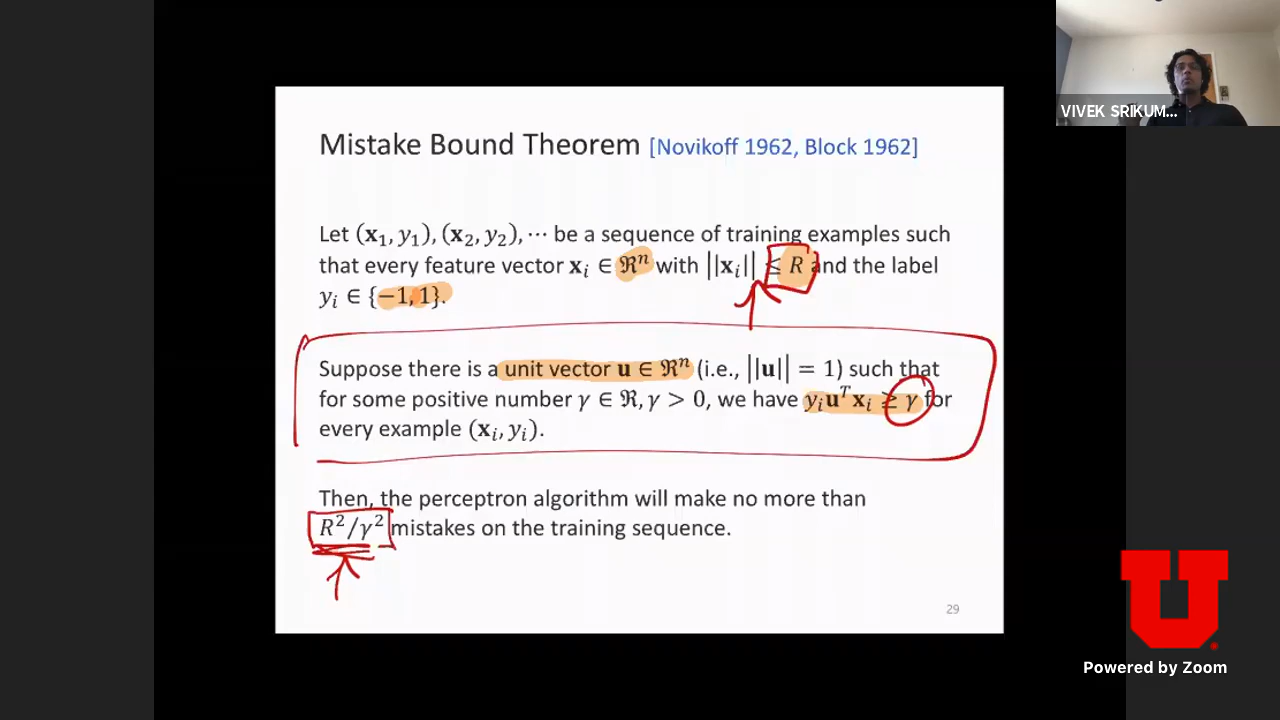 VIVEK SRIKUM...
Mistake Bound Theorem [Novikoff 1962, Block 1962]
Let (𝐱₁, y₁), (𝐱₂, y₂), ⋯ be a sequence of training examples such
that every feature vector 𝐱ᵢ ∈ ℜⁿ with ||𝐱ᵢ|| ≤ R and the label
yᵢ ∈ {−1, 1}.
Suppose there is a unit vector 𝐮 ∈ ℜⁿ (i.e., ||𝐮|| = 1) such that
for some positive number γ ∈ ℜ, γ > 0, we have yᵢ𝐮ᵀ𝐱ᵢ ≥ γ for
every example (𝐱ᵢ, yᵢ).
Then, the perceptron algorithm will make no more than
R²/γ² mistakes on the training sequence.
29
U
Powered by Zoom